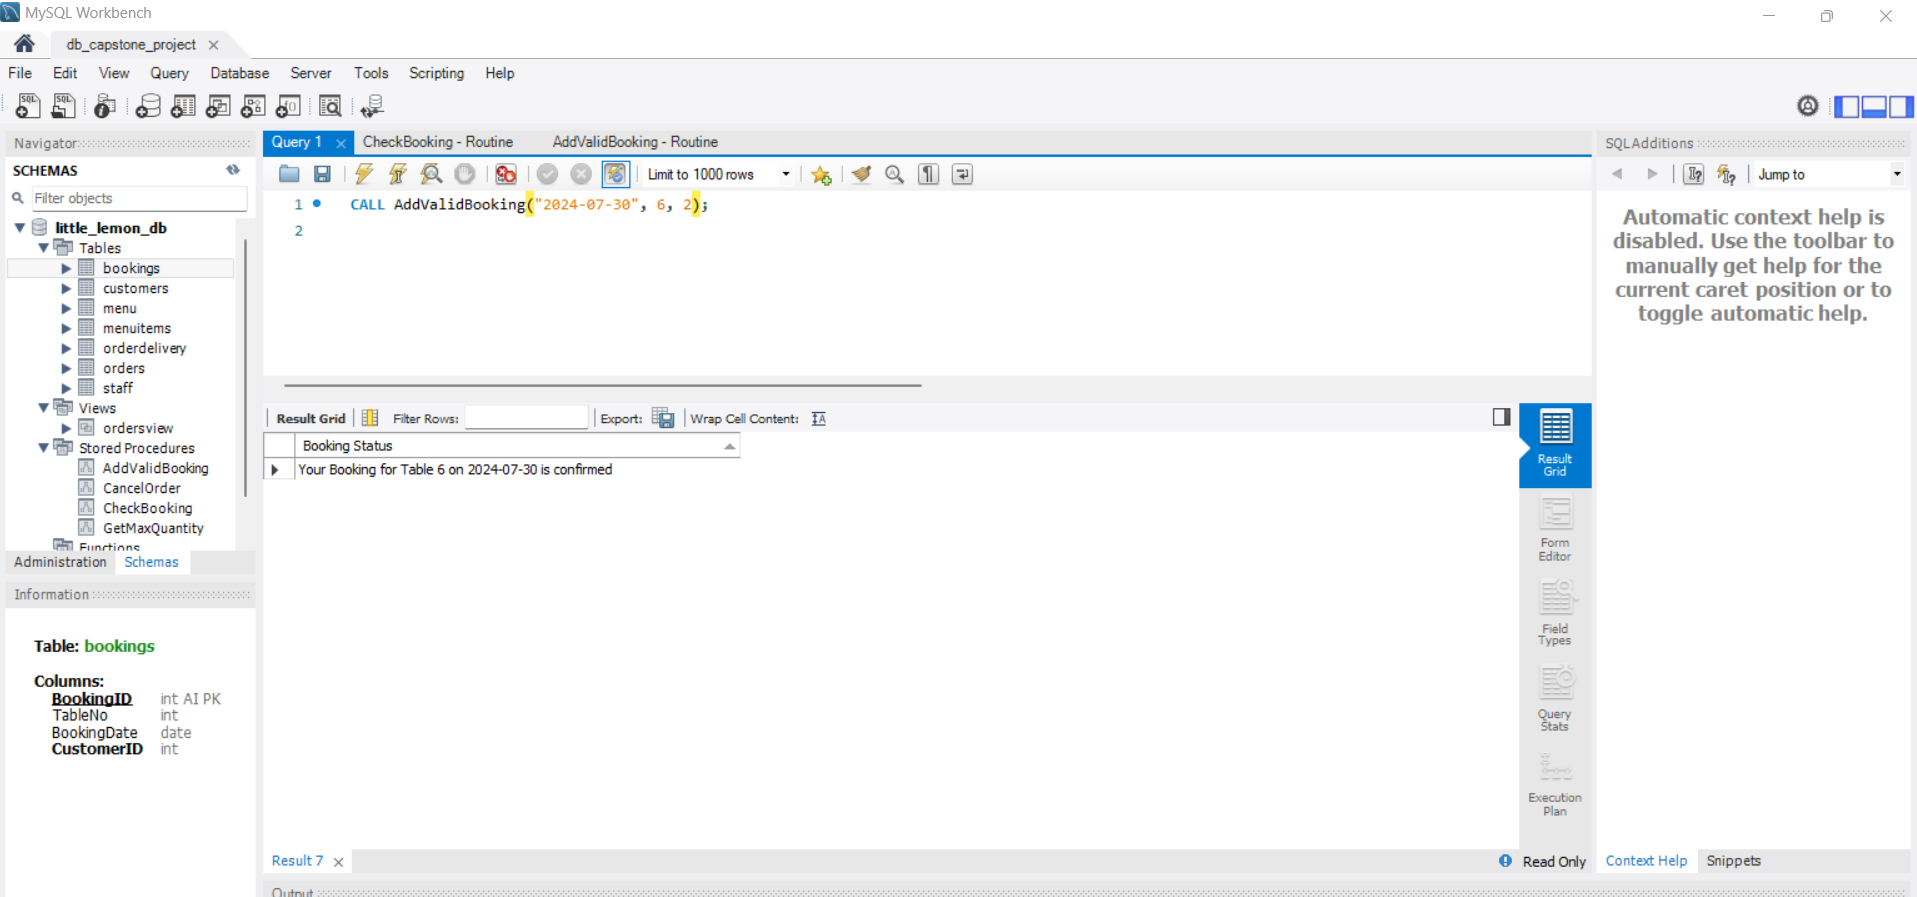 MySQL Workbench
db_capstone_project
File Edit View Query Database Server Tools Scripting Help
Navigator
SCHEMAS
Filter objects
little_lemon_db
Tables
bookings
customers
menu
menuitems
orderdelivery
orders
staff
Views
ordersview
Stored Procedures
AddValidBooking
CancelOrder
CheckBooking
GetMaxQuantity
Functions
Administration Schemas
Information
Table: bookings
Columns:
BookingID int AI PK
TableNo int
BookingDate date
CustomerID int
Query 1 CheckBooking - Routine AddValidBooking - Routine
Limit to 1000 rows
1 CALL AddValidBooking("2024-07-30", 6, 2);
2
Result Grid Filter Rows: Export: Wrap Cell Content:
Booking Status
Your Booking for Table 6 on 2024-07-30 is confirmed
Result
Grid
Form
Editor
Field
Types
Query
Stats
Execution
Plan
Result 7
Read Only
Output
SQLAdditions
Jump to
Automatic context help is
disabled. Use the toolbar to
manually get help for the
current caret position or to
toggle automatic help.
Context Help Snippets